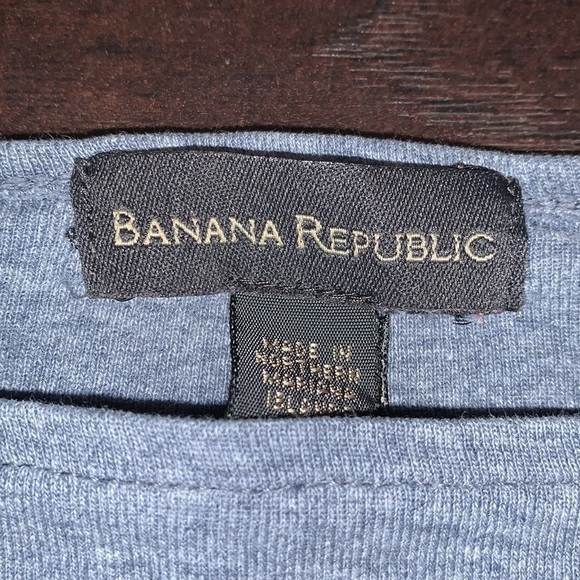 BANANA REPUBLIC
MADE IN
NORTHERN
MARIANA
ISLANDS